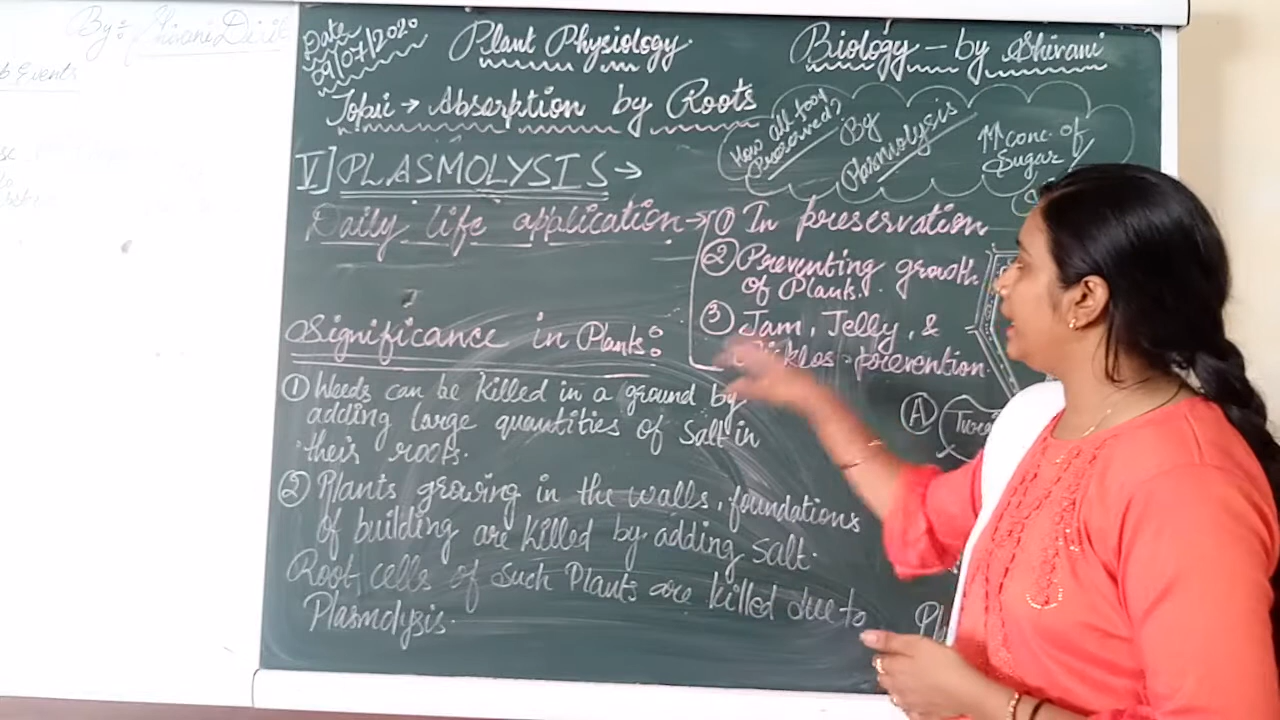 By: Shivani Dixit
Events
Date
09/07/2020
Plant Physiology
Biology - by Shivani
Topic → Absorption by Roots
How all food
Preserved?
By
Plasmolysis
↑↑ conc. of
Sugar
V] PLASMOLYSIS →
Daily life application →
① In preservation
② Preventing growth
of Plants.
③ Jam, Jelly, &
Pickles prevention
Significance in Plants:
① Weeds can be killed in a ground by
adding large quantities of salt in
their roots.
② Plants growing in the walls, foundations
of building are killed by adding salt.
Root cells of such Plants are killed due to
Plasmolysis.
Ⓐ